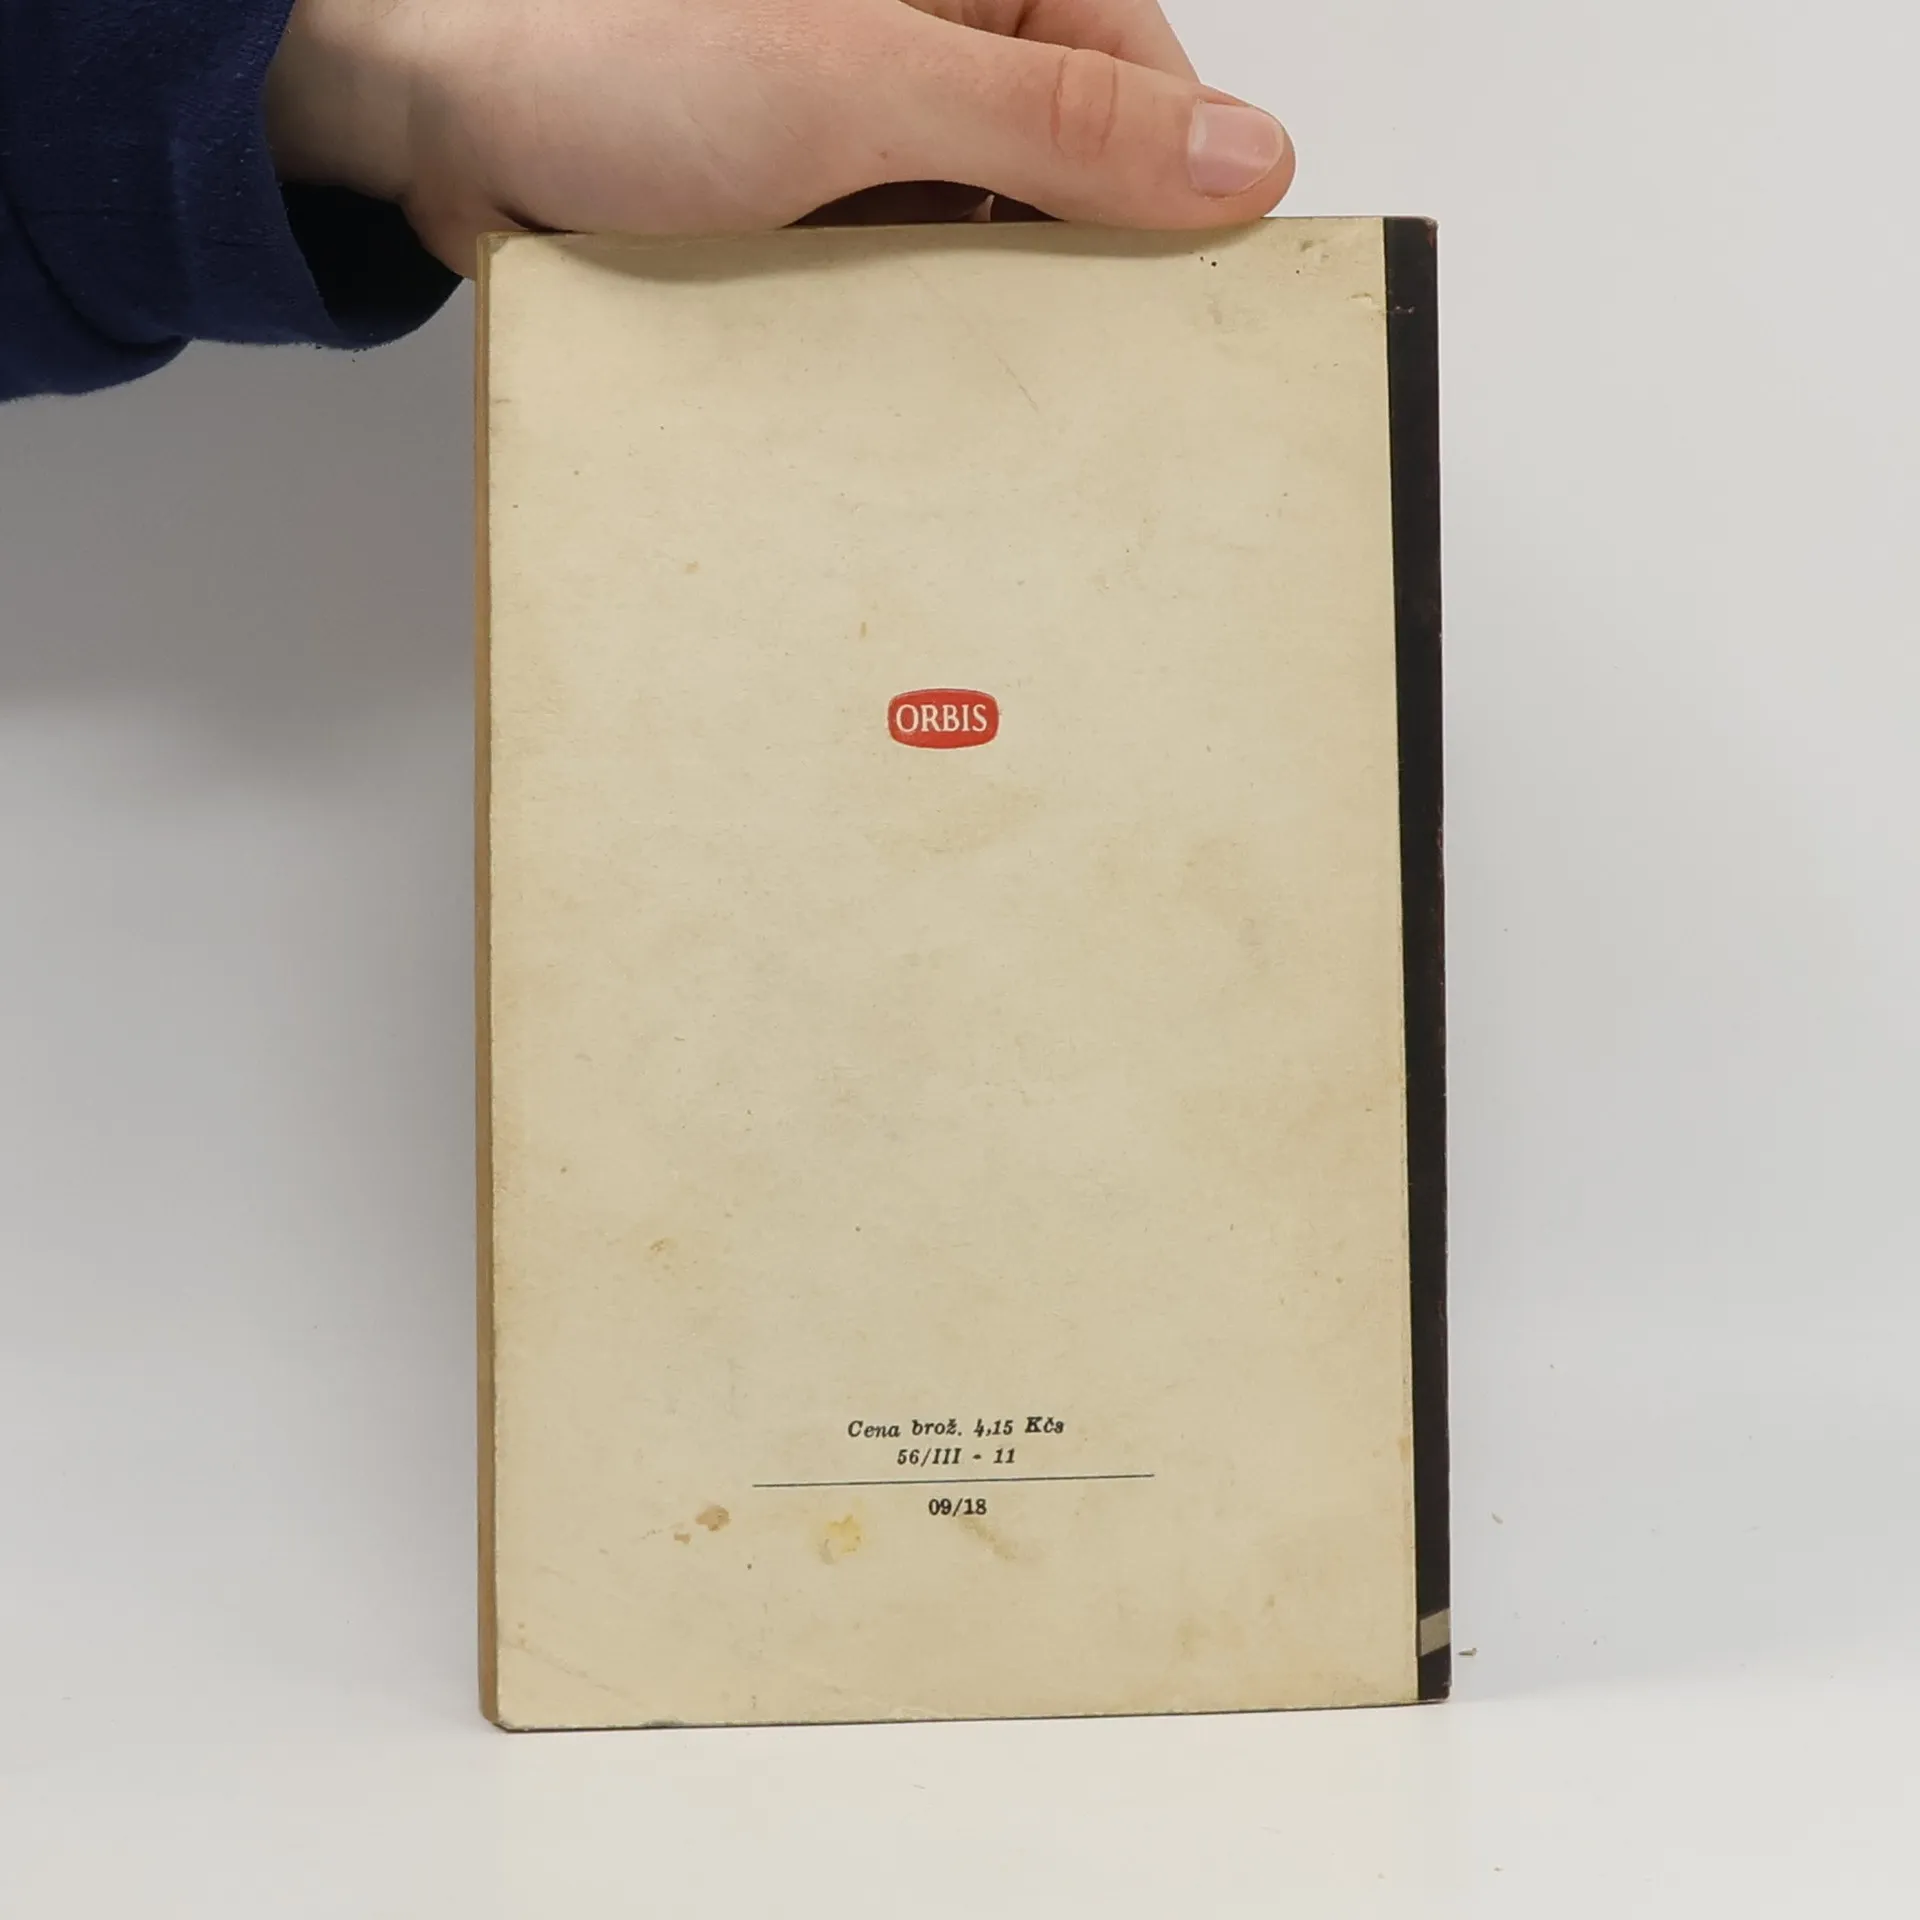 ORBIS
Cena brož. 4,15 Kčs
56/III - 11
09/18